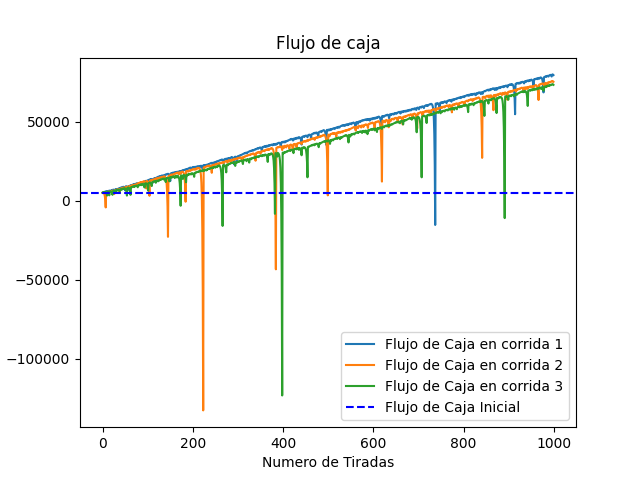 Flujo de caja
50000
0
−50000
−100000
0 200 400 600 800 1000
Numero de Tiradas
Flujo de Caja en corrida 1
Flujo de Caja en corrida 2
Flujo de Caja en corrida 3
Flujo de Caja Inicial